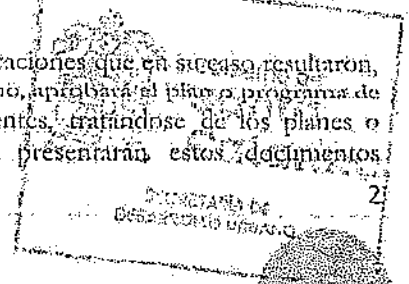 raciones que en su caso resultaron,
no, aprobará el plan o programa de
entes, tratándose de los planes o
presentarán estos documentos
2
SECRETARÍA DE
DESARROLLO URBANO